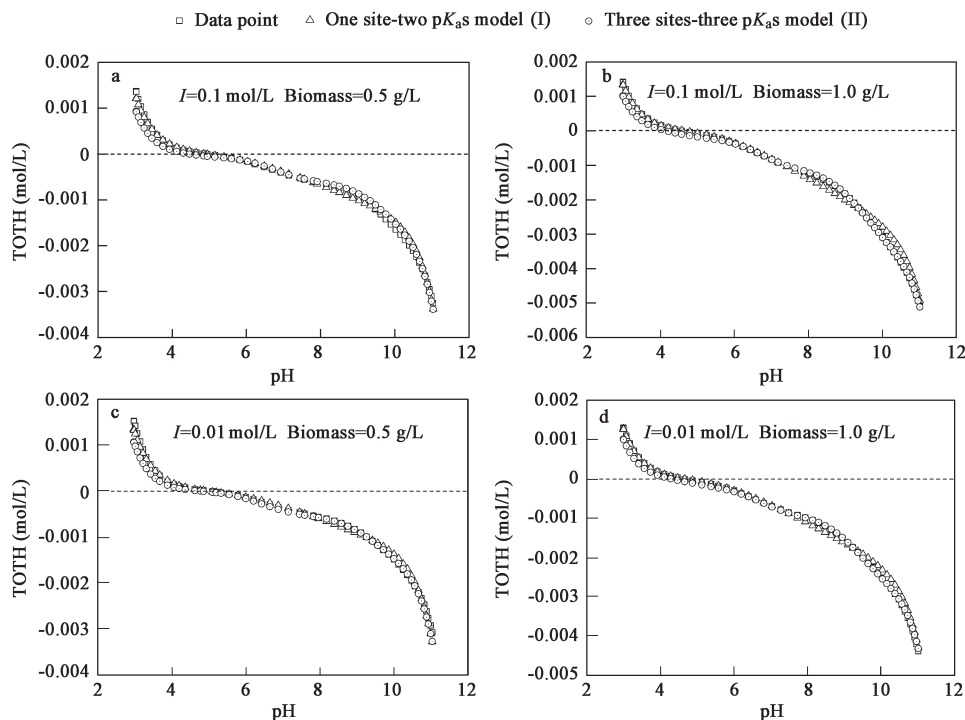 □ Data point △ One site-two pKₐs model (I) ○ Three sites-three pKₐs model (II)
a
I=0.1 mol/L Biomass=0.5 g/L
0.002
0.001
0
-0.001
-0.002
-0.003
-0.004
TOTH (mol/L)
2 4 6 8 10 12
pH
b
I=0.1 mol/L Biomass=1.0 g/L
0.002
0.001
0
-0.001
-0.002
-0.003
-0.004
-0.005
-0.006
TOTH (mol/L)
2 4 6 8 10 12
pH
c
I=0.01 mol/L Biomass=0.5 g/L
0.002
0.001
0
-0.001
-0.002
-0.003
-0.004
TOTH (mol/L)
2 4 6 8 10 12
pH
d
I=0.01 mol/L Biomass=1.0 g/L
0.002
0.001
0
-0.001
-0.002
-0.003
-0.004
-0.005
TOTH (mol/L)
2 4 6 8 10 12
pH